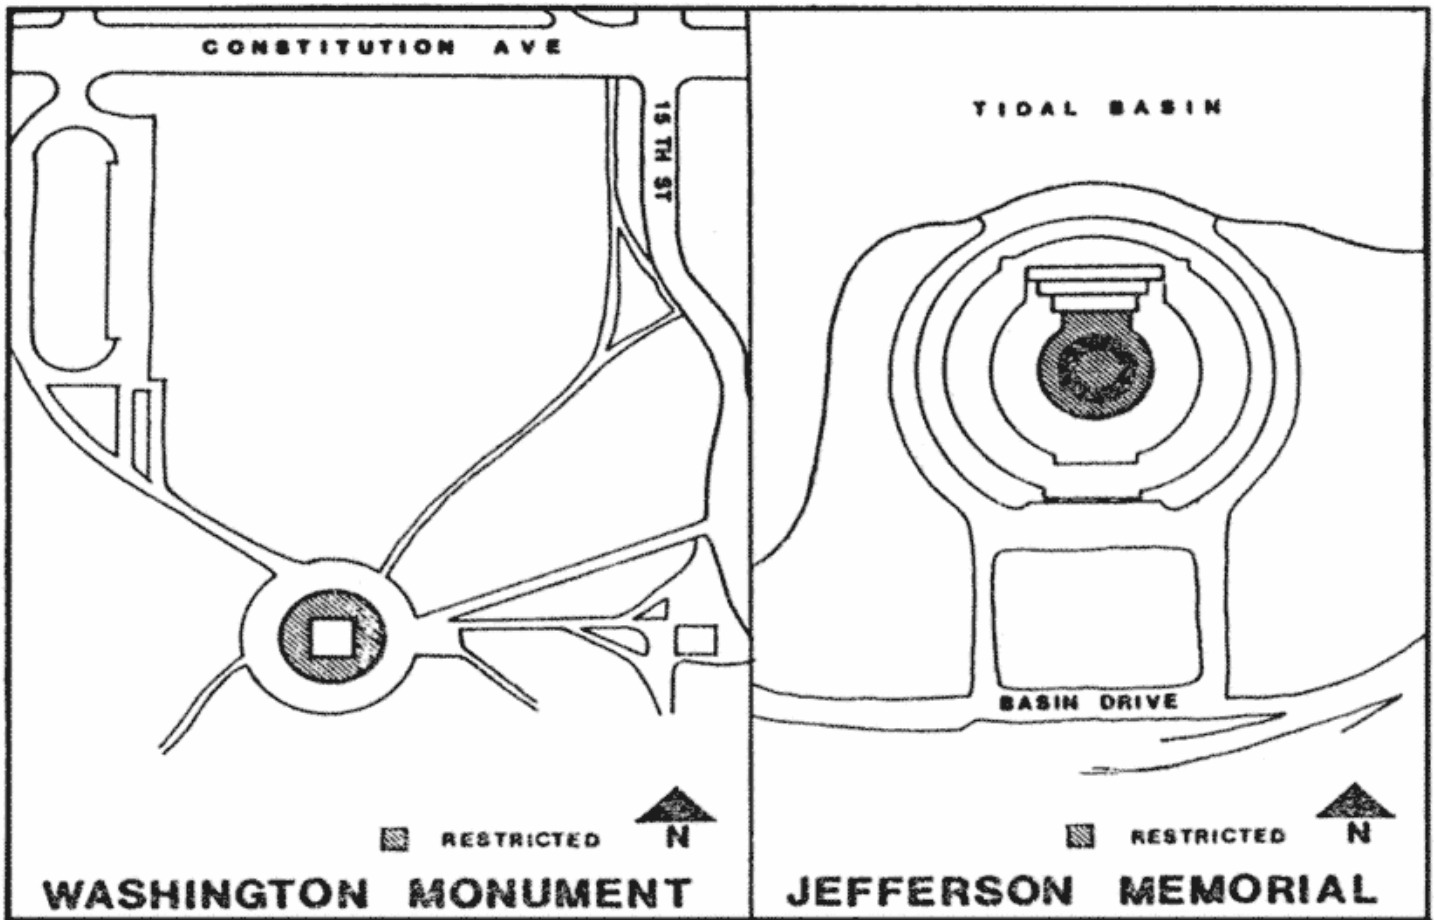 CONSTITUTION AVE
15 TH ST
RESTRICTED
N
WASHINGTON MONUMENT
TIDAL BASIN
BASIN DRIVE
RESTRICTED
N
JEFFERSON MEMORIAL